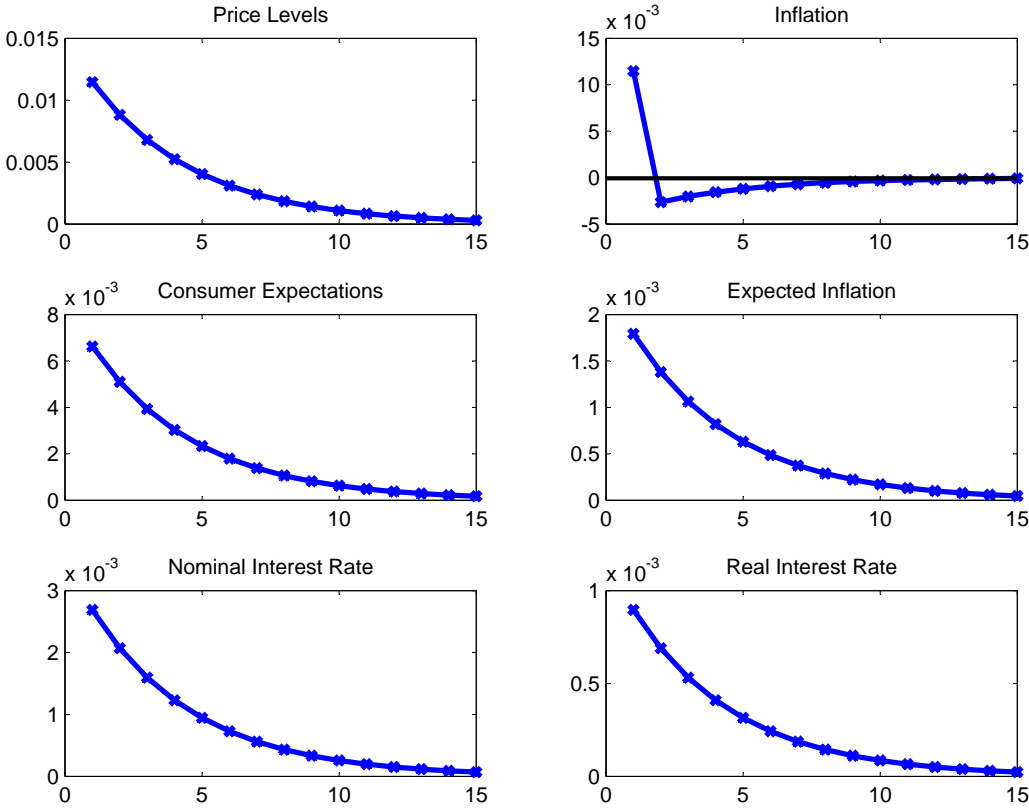 Price Levels
0.015
0.01
0.005
0
0 5 10 15
Inflation
x 10^-3
15
10
5
0
-5
0 5 10 15
Consumer Expectations
x 10^-3
8
6
4
2
0
0 5 10 15
Expected Inflation
x 10^-3
2
1.5
1
0.5
0
0 5 10 15
Nominal Interest Rate
x 10^-3
3
2
1
0
0 5 10 15
Real Interest Rate
x 10^-3
1
0.5
0
0 5 10 15